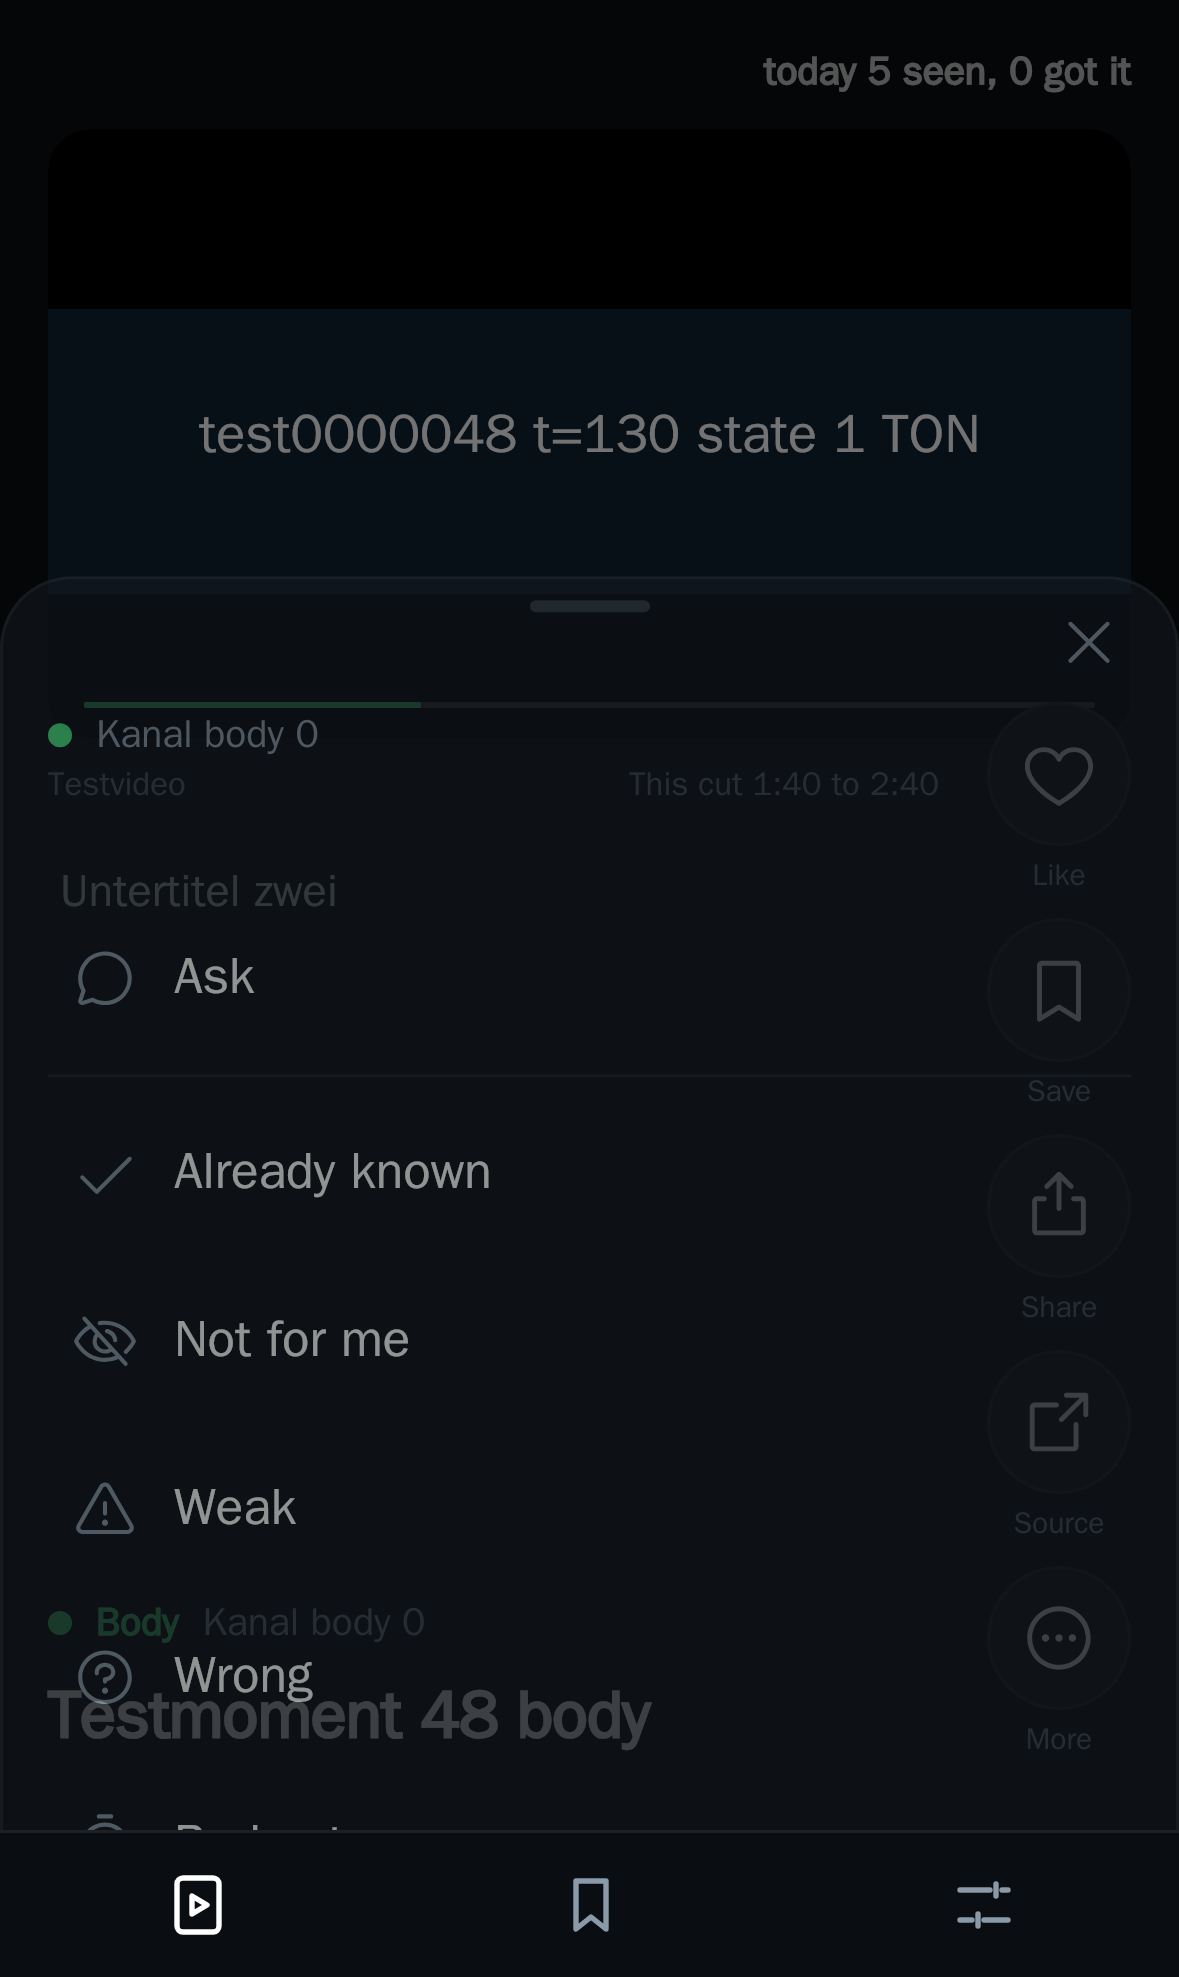 today 5 seen, 0 got it
test0000048 t=130 state 1 TON
Kanal body 0
Testvideo This cut 1:40 to 2:40
Like
Untertitel zwei
Ask
Save
Already known
Share
Not for me
Weak
Source
Body Kanal body 0
Wrong
Testmoment 48 body
More